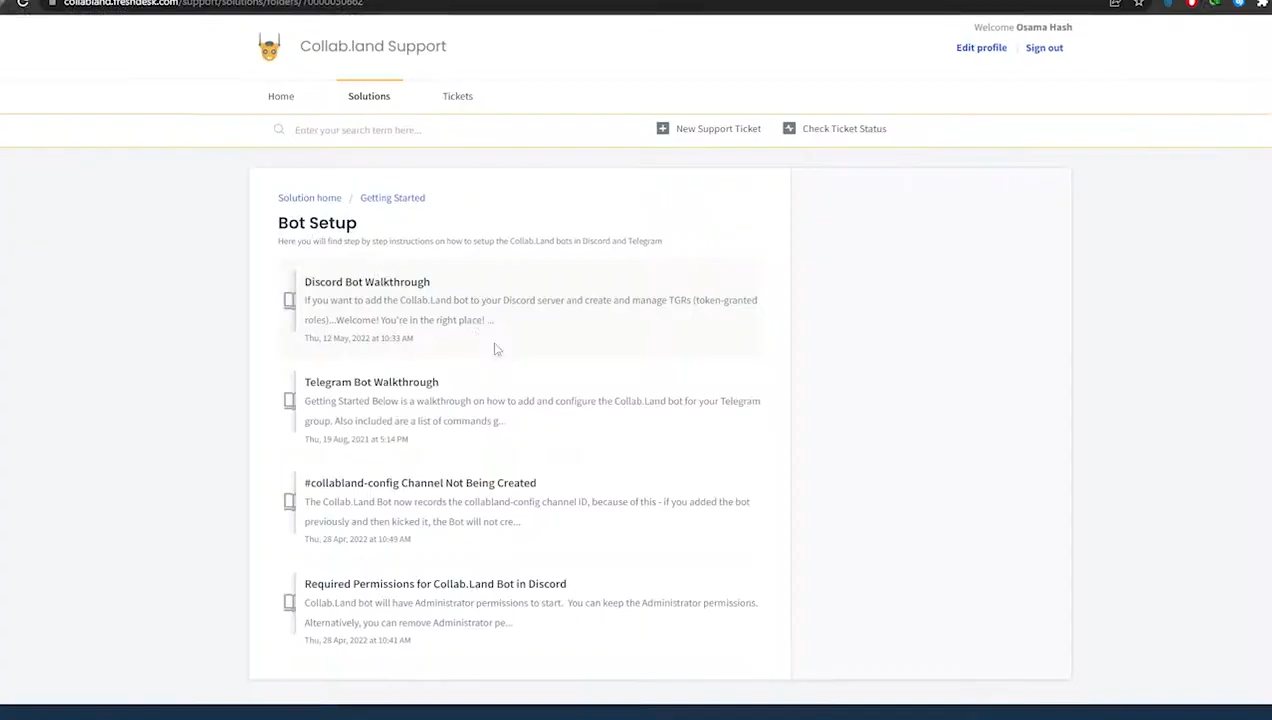 collabland.freshdesk.com/support/solutions/folders/70000030662
Welcome Osama Hash
Collab.land Support
Edit profile
Sign out
Home
Solutions
Tickets
Enter your search term here...
New Support Ticket
Check Ticket Status
Solution home / Getting Started
Bot Setup
Here you will find step by step instructions on how to setup the Collab.Land bots in Discord and Telegram
Discord Bot Walkthrough
If you want to add the Collab.Land bot to your Discord server and create and manage TGRs (token-granted
roles)...Welcome! You're in the right place! ...
Thu, 12 May, 2022 at 10:33 AM
Telegram Bot Walkthrough
Getting Started Below is a walkthrough on how to add and configure the Collab.Land bot for your Telegram
group. Also included are a list of commands g...
Thu, 19 Aug, 2021 at 5:14 PM
#collabland-config Channel Not Being Created
The Collab.Land Bot now records the collabland-config channel ID, because of this - if you added the bot
previously and then kicked it, the Bot will not cre...
Thu, 28 Apr, 2022 at 10:49 AM
Required Permissions for Collab.Land Bot in Discord
Collab.Land bot will have Administrator permissions to start. You can keep the Administrator permissions.
Alternatively, you can remove Administrator pe...
Thu, 28 Apr, 2022 at 10:41 AM